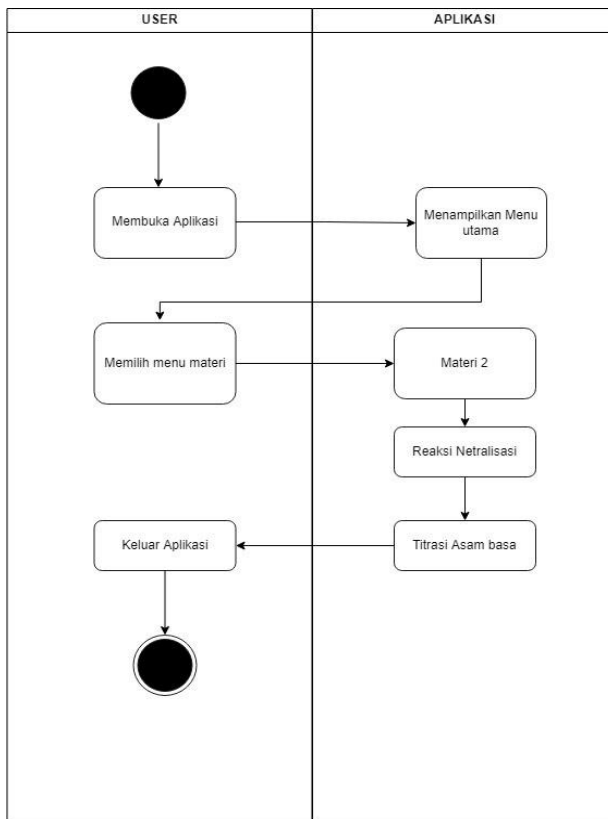 USER
APLIKASI
Membuka Aplikasi
Menampilkan Menu
utama
Memilih menu materi
Materi 2
Reaksi Netralisasi
Keluar Aplikasi
Titrasi Asam basa